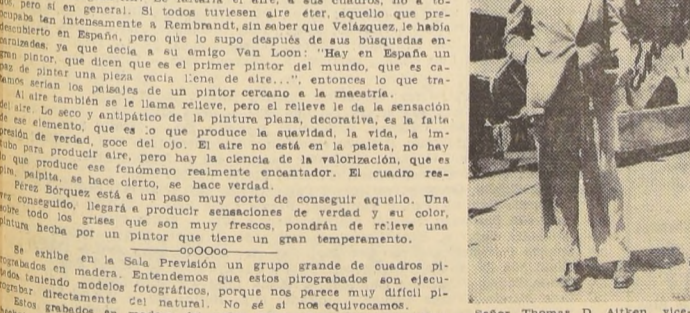 pero sí en general. Si todos tuviesen aire éter, aquello que pre-
ocupaba tan intensamente a Rembrandt, sin saber que Velázquez, le había
descubierto en España, pero que lo supo después de sus búsquedas en-
carnizadas, ya que decía a su amigo Van Loon: "Hay en España un
gran pintor, que dicen que es el primer pintor del mundo, que es ca-
paz de pintar una pieza vacía llena de aire...", entonces lo que tra-
tamos serían los paisajes de un pintor cercano a la maestría.
Al aire también se le llama relieve, pero el relieve le da la sensación
del aire. Lo seco y antipático de la pintura plana, decorativa, es la falta
de ese elemento, que es lo que produce la suavidad, la vida, la im-
presión de verdad, goce del ojo. El aire no está en la paleta, no hay
tubo para producir aire, pero hay la ciencia de la valorización, que es
lo que produce ese fenómeno realmente encantador. El cuadro res-
pira, palpita, se hace cierto, se hace verdad.
Pérez Bórquez está a un paso muy corto de conseguir aquello. Una
vez conseguido, llegará a producir sensaciones de verdad y su color,
sobre todo los grises que son muy frescos, pondrán de relieve una
pintura hecha por un pintor que tiene un gran temperamento.
ooOOoo
Se exhibe en la Sala Previsión un grupo grande de cuadros pi-
rograbados en madera. Entendemos que estos pirograbados son ejecu-
tados teniendo modelos fotográficos, porque nos parece muy difícil pi-
rograbar directamente del natural. No sé si nos equivocamos.
Estos grabados en
Señor Thomas D. Aitken, vice